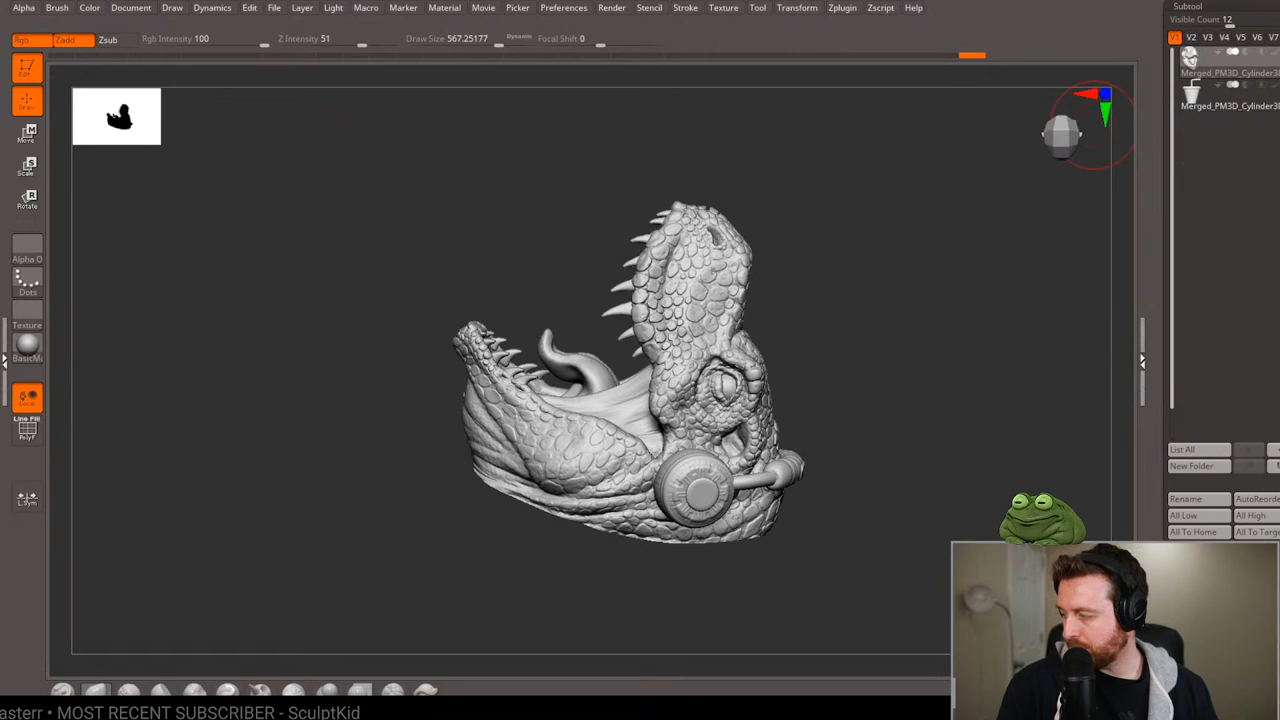 Alpha Brush Color Document Draw Dynamics Edit File Layer Light Macro Marker Material Movie Picker Preferences Render Stencil Stroke Texture Tool Transform Zplugin Zscript Help
Subtool
Visible Count 12
V1 V2 V3 V4 V5 V6 V7
Rgb Zadd Zsub Rgb Intensity 100 Z Intensity 51 Draw Size 567.25177 Dynamic Focal Shift 0
Edit
Merged_PM3D_Cylinder3D
Draw
Merged_PM3D_Cylinder3D
Move
Scale
Rotate
Alpha O
Dots
Texture
BasicMa
Line Fill
PolyF
L.Sym
List All
New Folder
Rename AutoReorde
All Low All High
All To Home All To Targe
asterr • MOST RECENT SUBSCRIBER - SculptKid